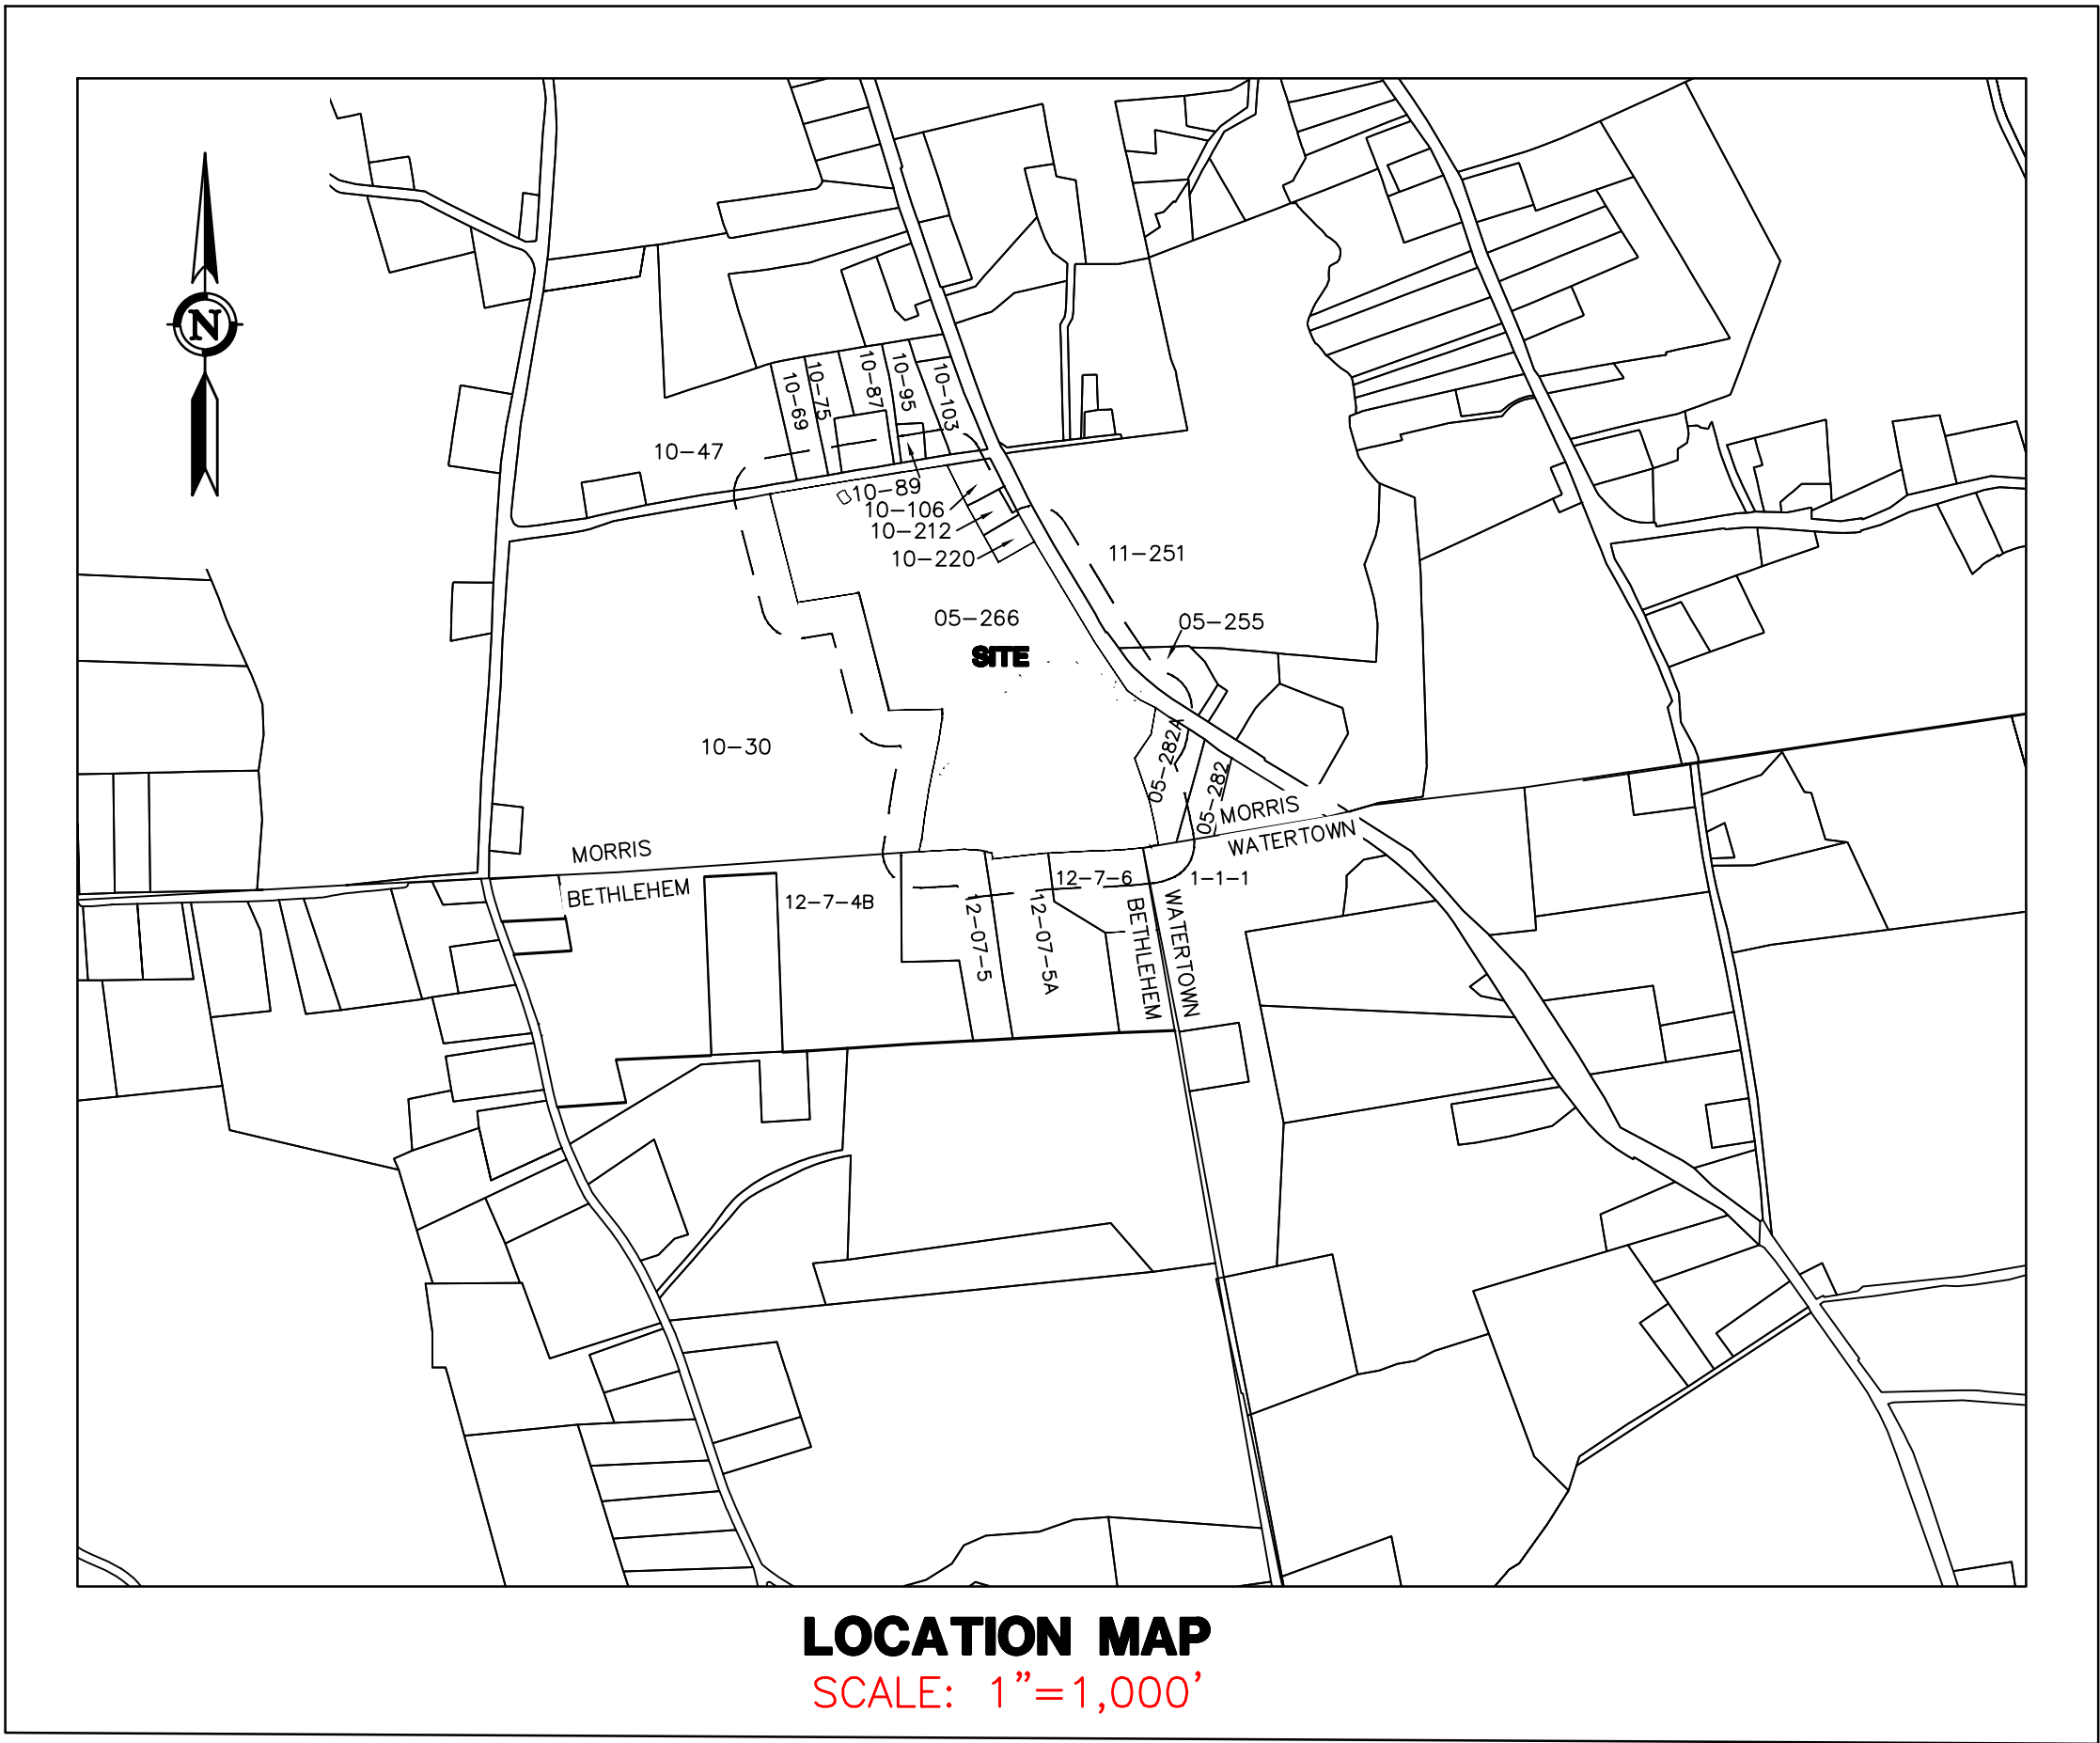 N
10-69
10-75
10-87
10-95
10-103
10-47
10-89
10-106
10-212
10-220
11-251
05-266
05-255
SITE
10-30
05-282A
05-282
MORRIS
WATERTOWN
MORRIS
BETHLEHEM
12-7-4B
12-07-5
12-07-5A
12-7-6
1-1-1
BETHLEHEM
WATERTOWN
LOCATION MAP
SCALE: 1"=1,000'